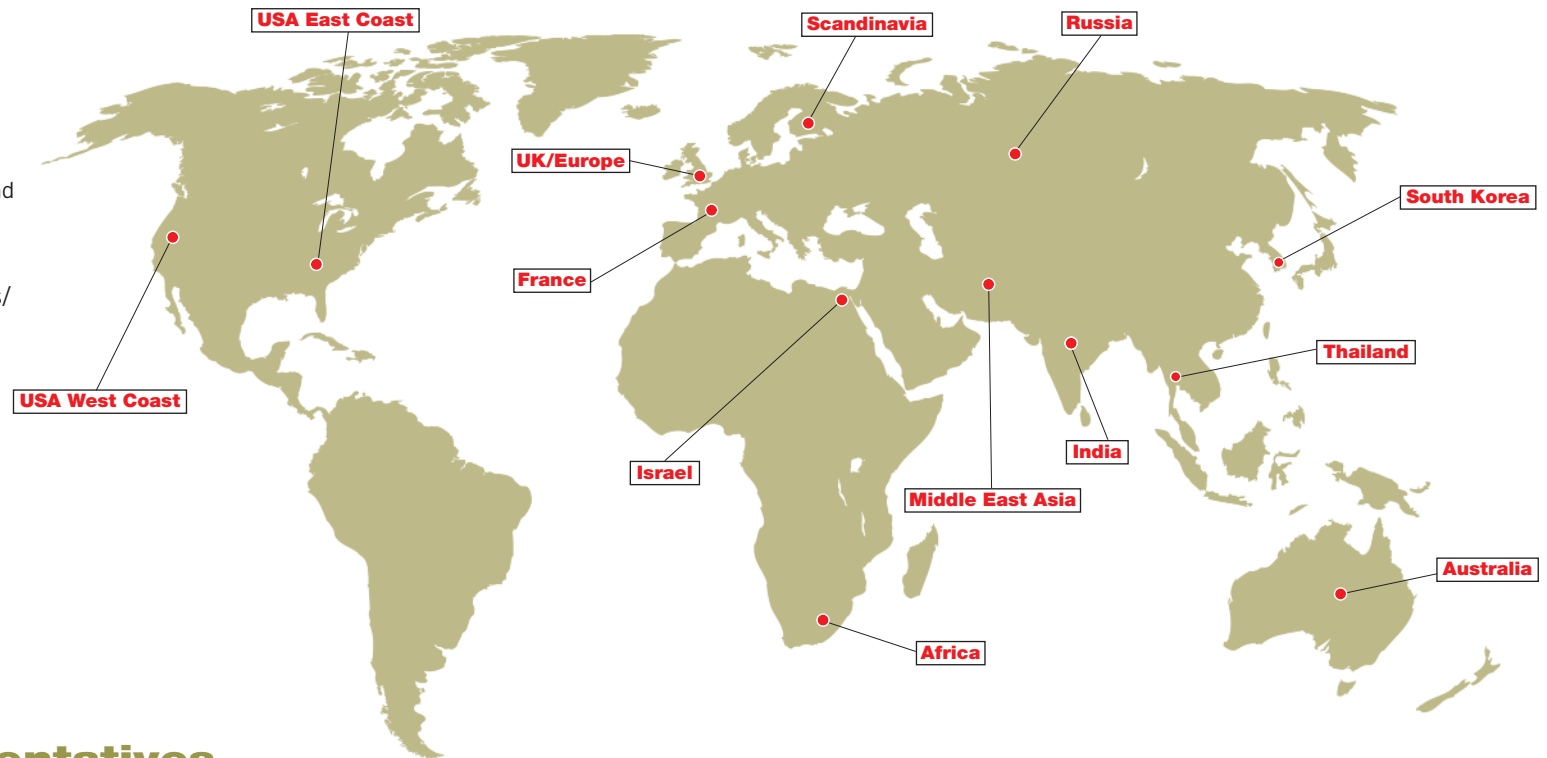 USA East Coast
Scandinavia
Russia
UK/Europe
South Korea
France
Thailand
USA West Coast
India
Israel
Middle East Asia
Australia
Africa